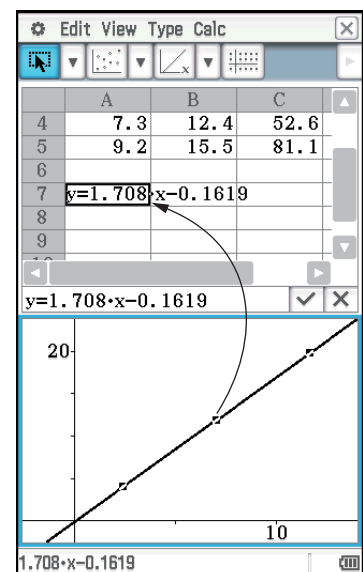 Edit View Type Calc
A B C
4 7.3 12.4 52.6
5 9.2 15.5 81.1
6
7 y=1.708·x−0.1619
8
9
y=1.708·x−0.1619
20
10
1.708·x−0.1619